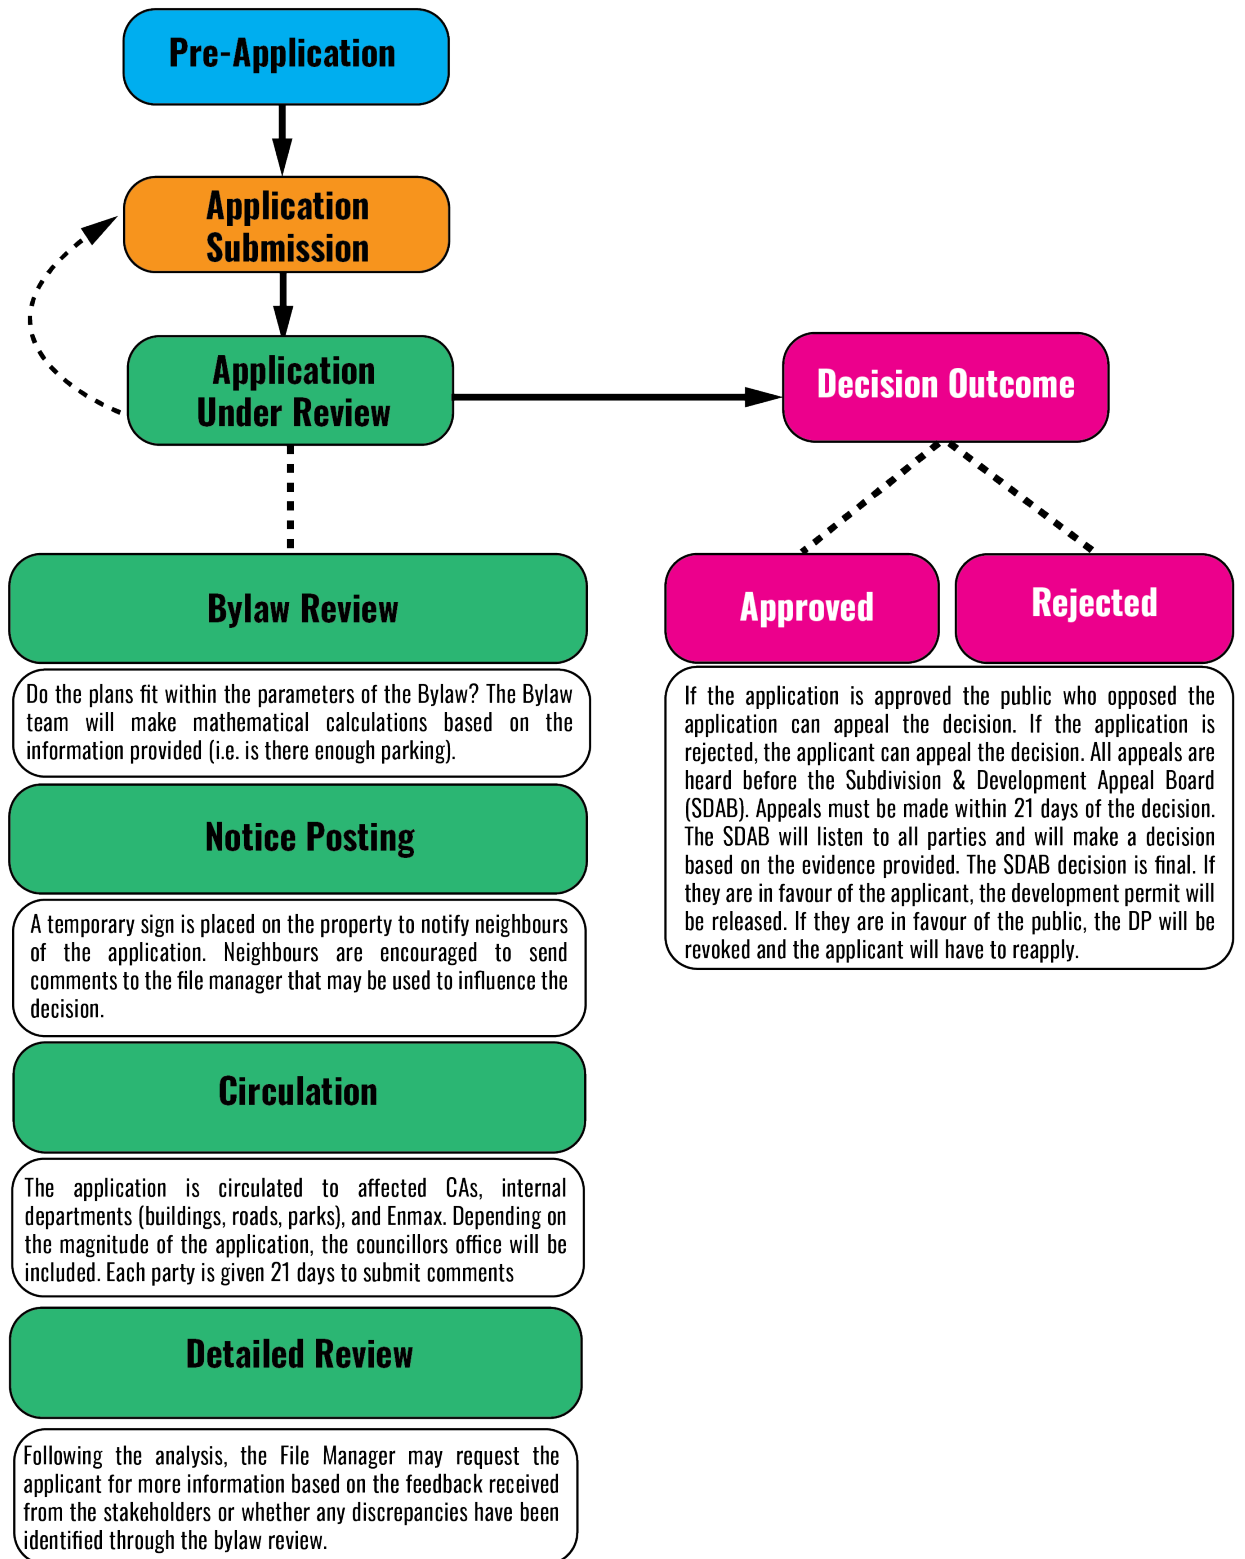 Pre-Application
Application
Submission
Application
Under Review
Decision Outcome
Bylaw Review
Do the plans fit within the parameters of the Bylaw? The Bylaw
team will make mathematical calculations based on the
information provided (i.e. is there enough parking).
Notice Posting
A temporary sign is placed on the property to notify neighbours
of the application. Neighbours are encouraged to send
comments to the file manager that may be used to influence the
decision.
Circulation
The application is circulated to affected CAs, internal
departments (buildings, roads, parks), and Enmax. Depending on
the magnitude of the application, the councillors office will be
included. Each party is given 21 days to submit comments
Detailed Review
Following the analysis, the File Manager may request the
applicant for more information based on the feedback received
from the stakeholders or whether any discrepancies have been
identified through the bylaw review.
Approved
Rejected
If the application is approved the public who opposed the
application can appeal the decision. If the application is
rejected, the applicant can appeal the decision. All appeals are
heard before the Subdivision & Development Appeal Board
(SDAB). Appeals must be made within 21 days of the decision.
The SDAB will listen to all parties and will make a decision
based on the evidence provided. The SDAB decision is final. If
they are in favour of the applicant, the development permit will
be released. If they are in favour of the public, the DP will be
revoked and the applicant will have to reapply.